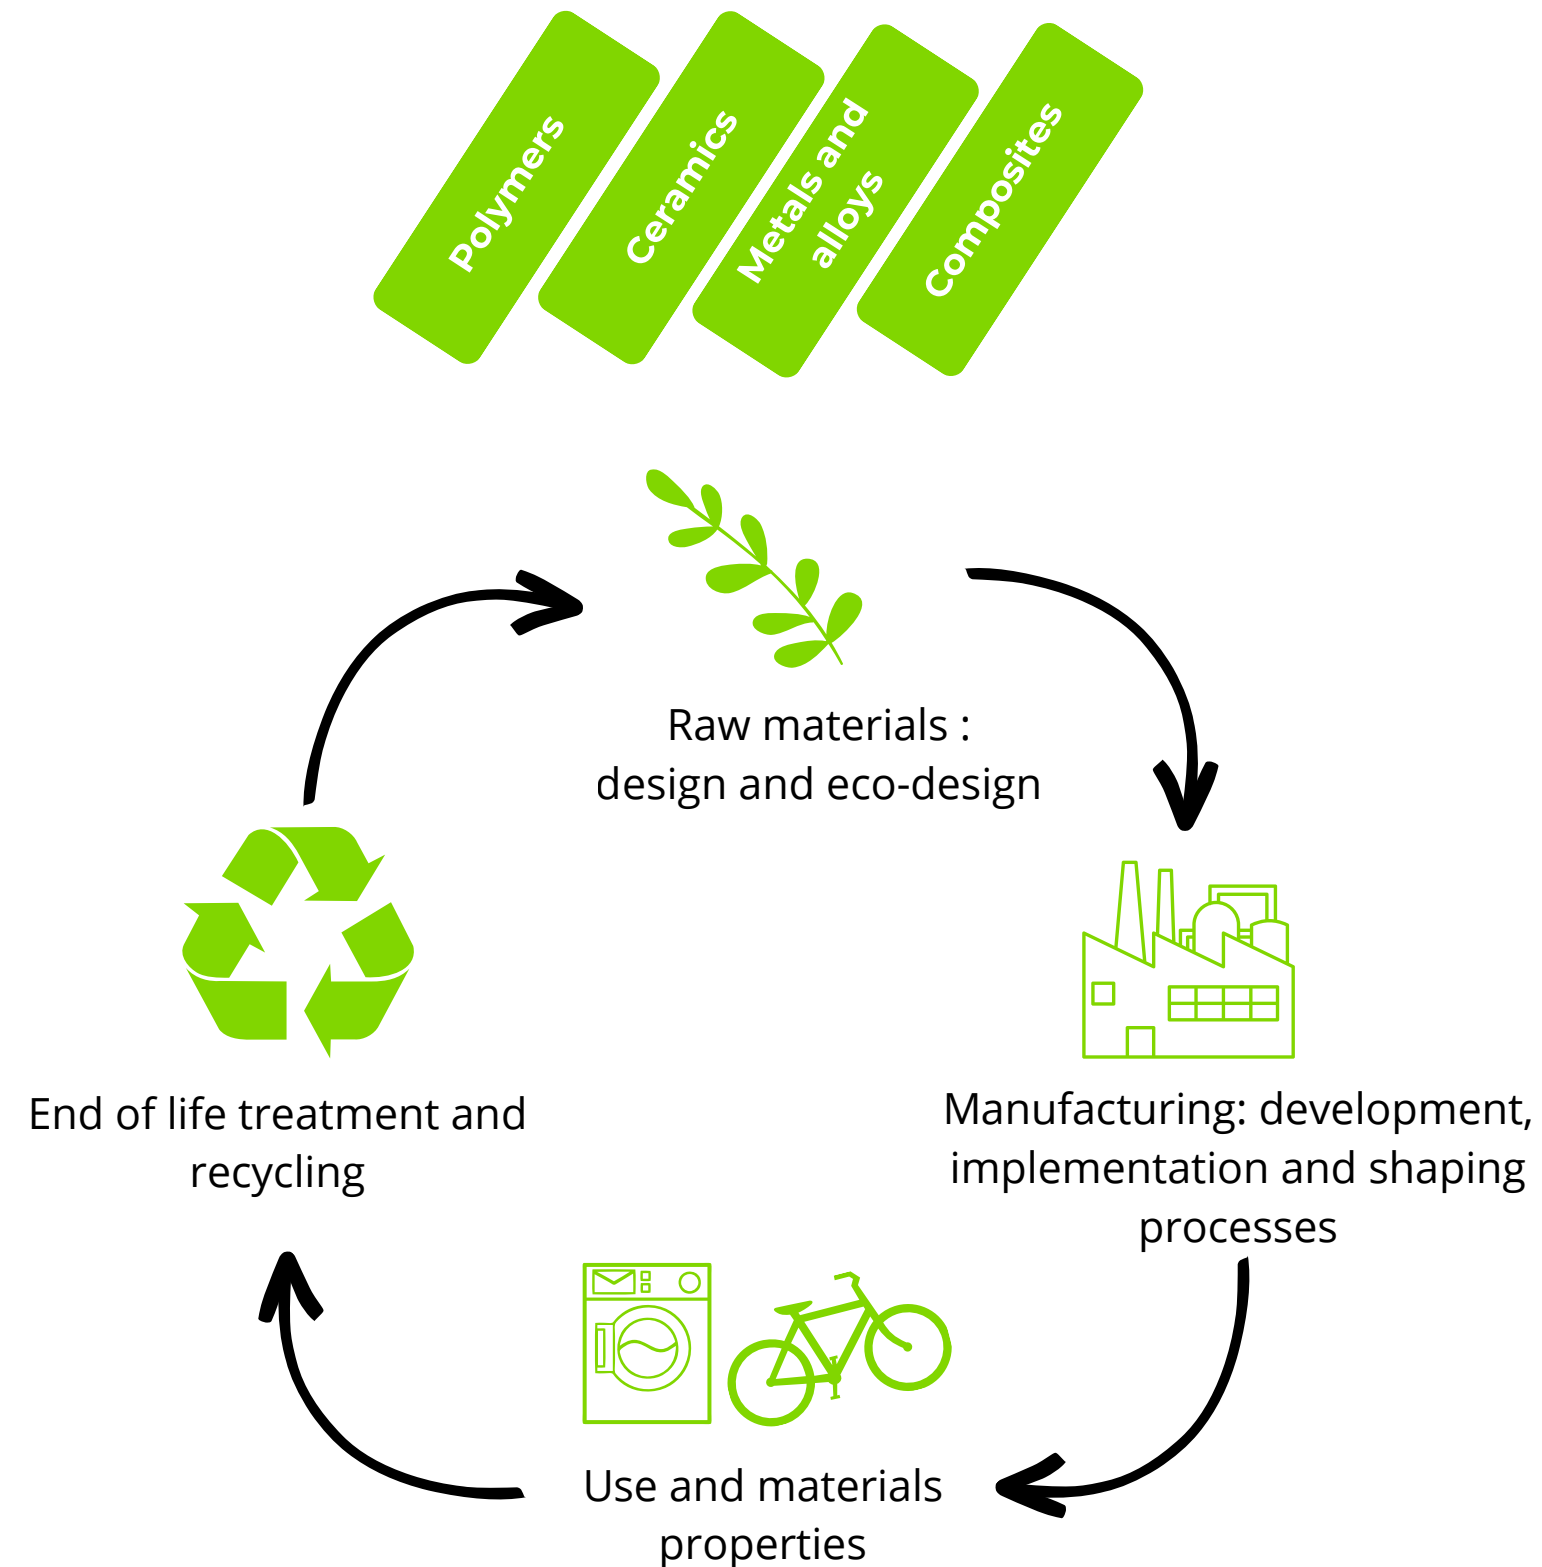 Polymers
Ceramics
Metals and
alloys
Composites
Raw materials :
design and eco-design
Manufacturing: development,
implementation and shaping
processes
Use and materials
properties
End of life treatment and
recycling